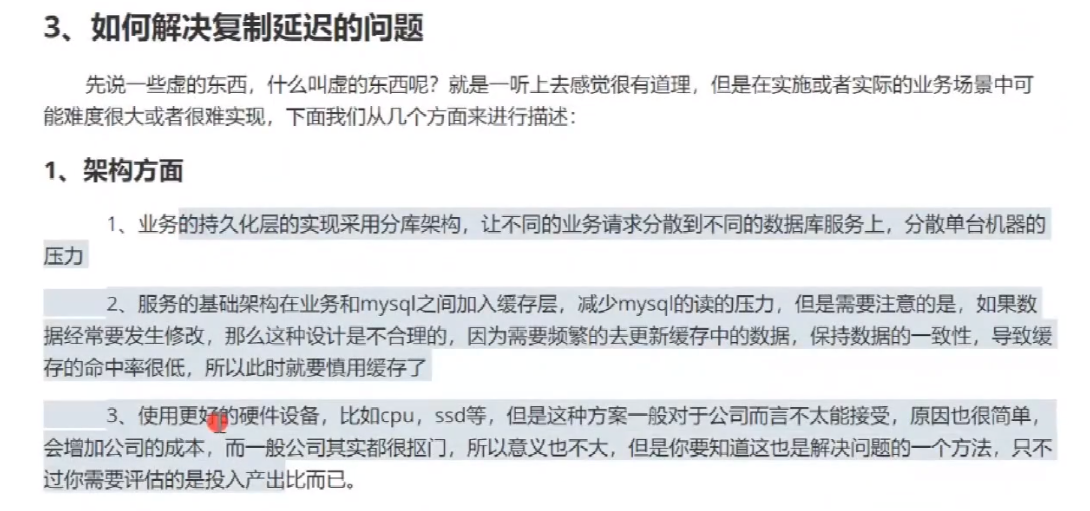 3、如何解决复制延迟的问题
先说一些虚的东西，什么叫虚的东西呢？就是一听上去感觉很有道理，但是在实施或者实际的业务场景中可
能难度很大或者很难实现，下面我们从几个方面来进行描述：
1、架构方面
1、业务的持久化层的实现采用分库架构，让不同的业务请求分散到不同的数据库服务上，分散单台机器的
压力
2、服务的基础架构在业务和mysql之间加入缓存层，减少mysql的读的压力，但是需要注意的是，如果数
据经常要发生修改，那么这种设计是不合理的，因为需要频繁的去更新缓存中的数据，保持数据的一致性，导致缓
存的命中率很低，所以此时就要慎用缓存了
3、使用更好的硬件设备，比如cpu，ssd等，但是这种方案一般对于公司而言不太能接受，原因也很简单，
会增加公司的成本，而一般公司其实都很抠门，所以意义也不大，但是你要知道这也是解决问题的一个方法，只不
过你需要评估的是投入产出比而已。